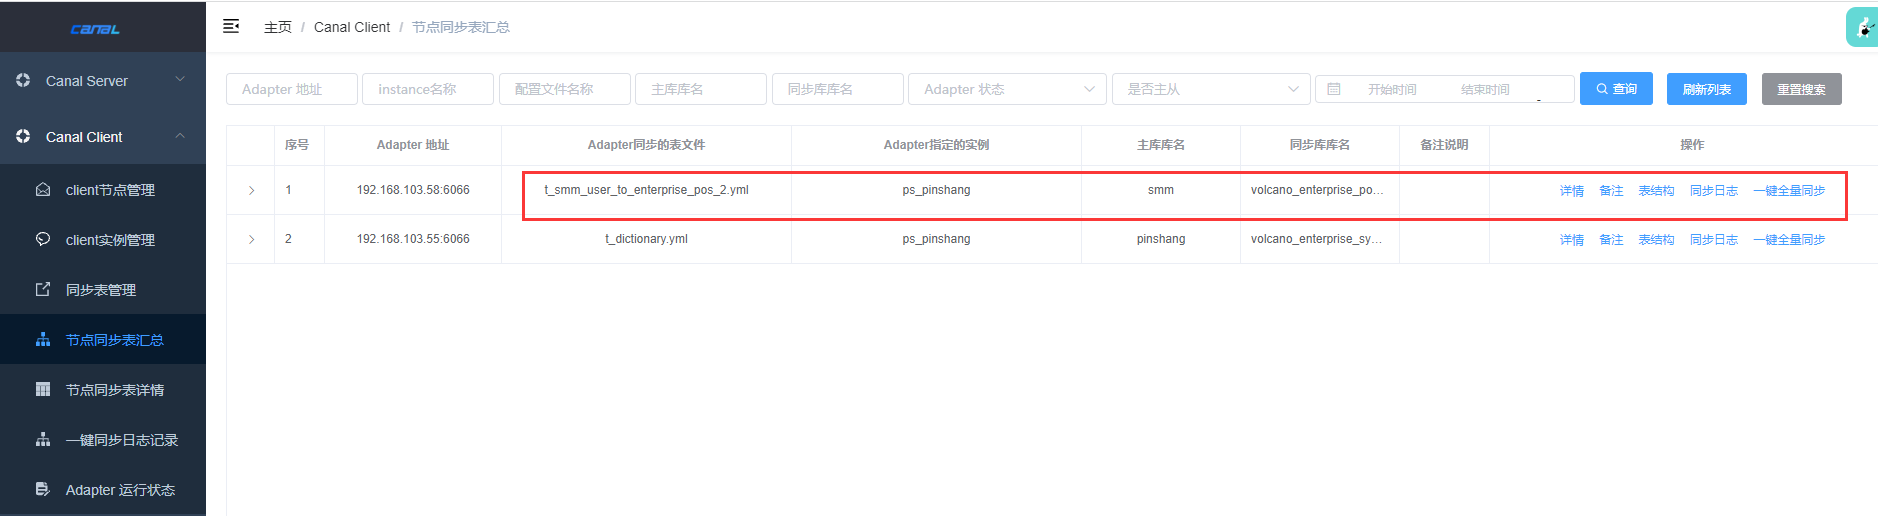 canal
主页 / Canal Client / 节点同步表汇总
Canal Server
Canal Client
client节点管理
client实例管理
同步表管理
节点同步表汇总
节点同步表详情
一键同步日志记录
Adapter 运行状态
Adapter 地址 instance名称 配置文件名称 主库库名 同步库库名 Adapter 状态 是否主从 开始时间 结束时间 查询 刷新列表 重置搜索
序号 Adapter 地址 Adapter同步的表文件 Adapter指定的实例 主库库名 同步库库名 备注说明 操作
1 192.168.103.58:6066 t_smm_user_to_enterprise_pos_2.yml ps_pinshang smm volcano_enterprise_po... 详情 备注 表结构 同步日志 一键全量同步
2 192.168.103.55:6066 t_dictionary.yml ps_pinshang pinshang volcano_enterprise_sy... 详情 备注 表结构 同步日志 一键全量同步